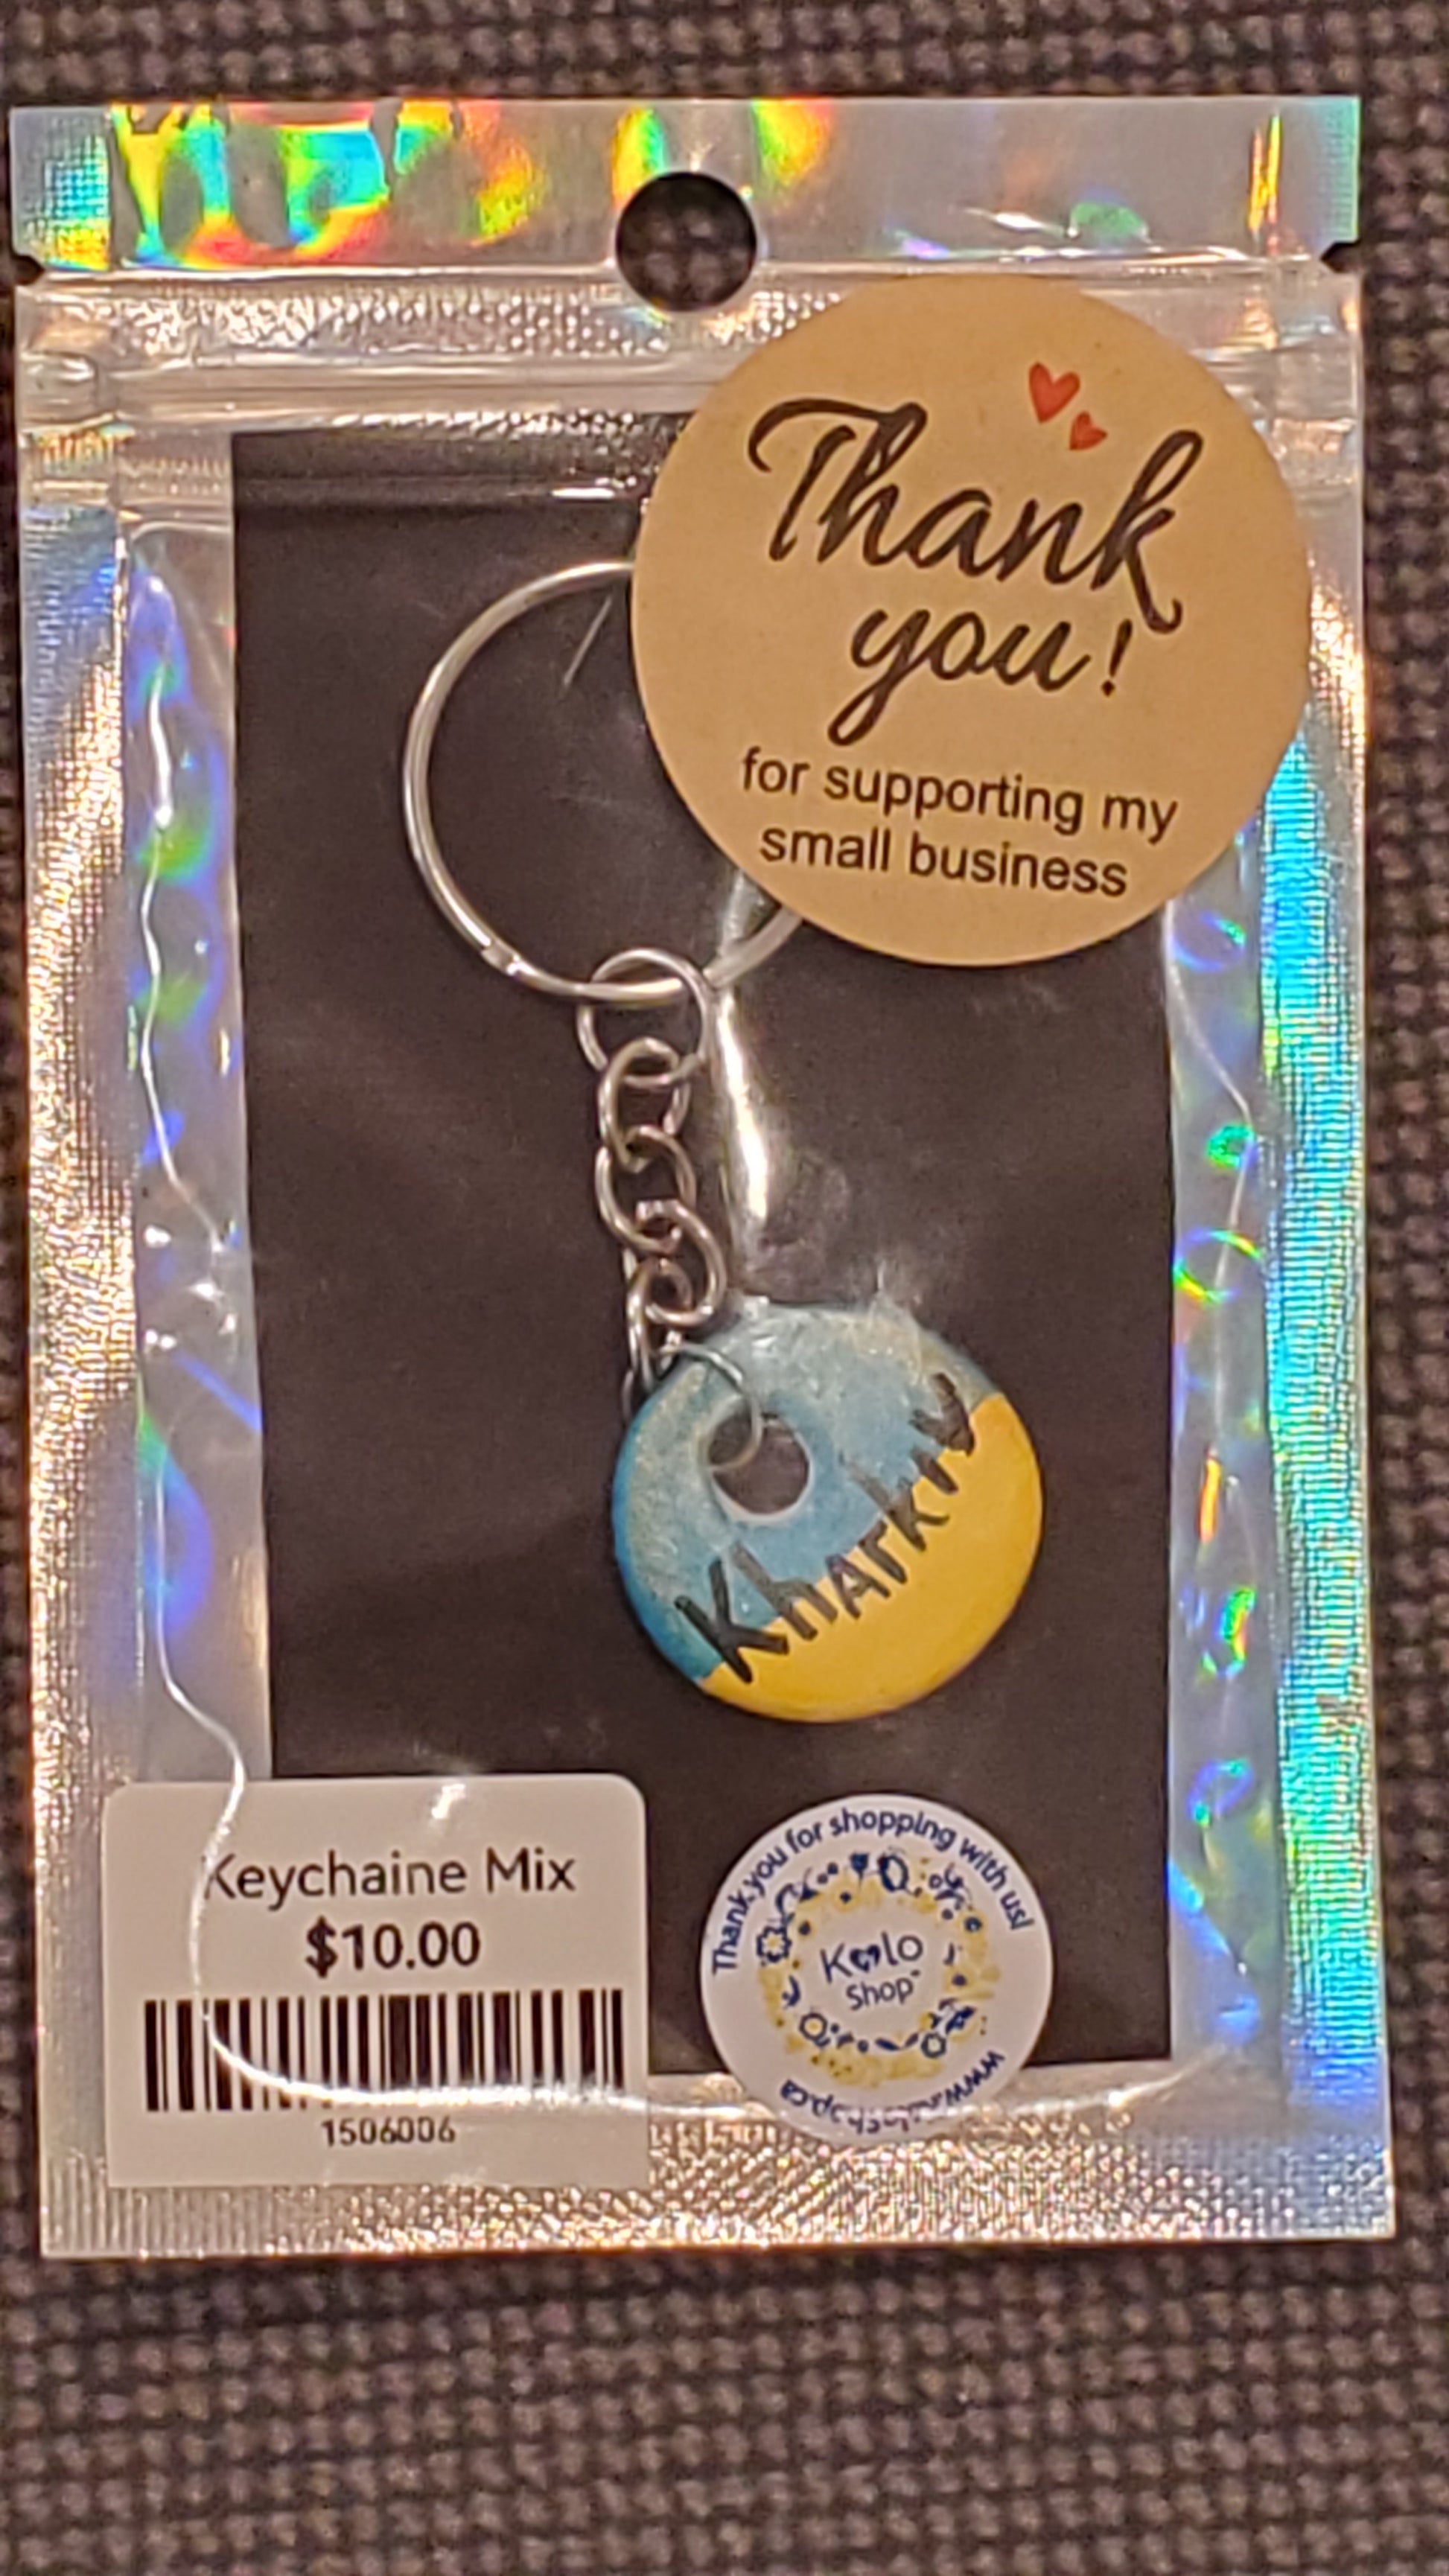 Thank
you!
for supporting my
small business
Kharkiv
Keychaine Mix
$10.00
1506006
Thank you for shopping with us!
Kolo
Shop